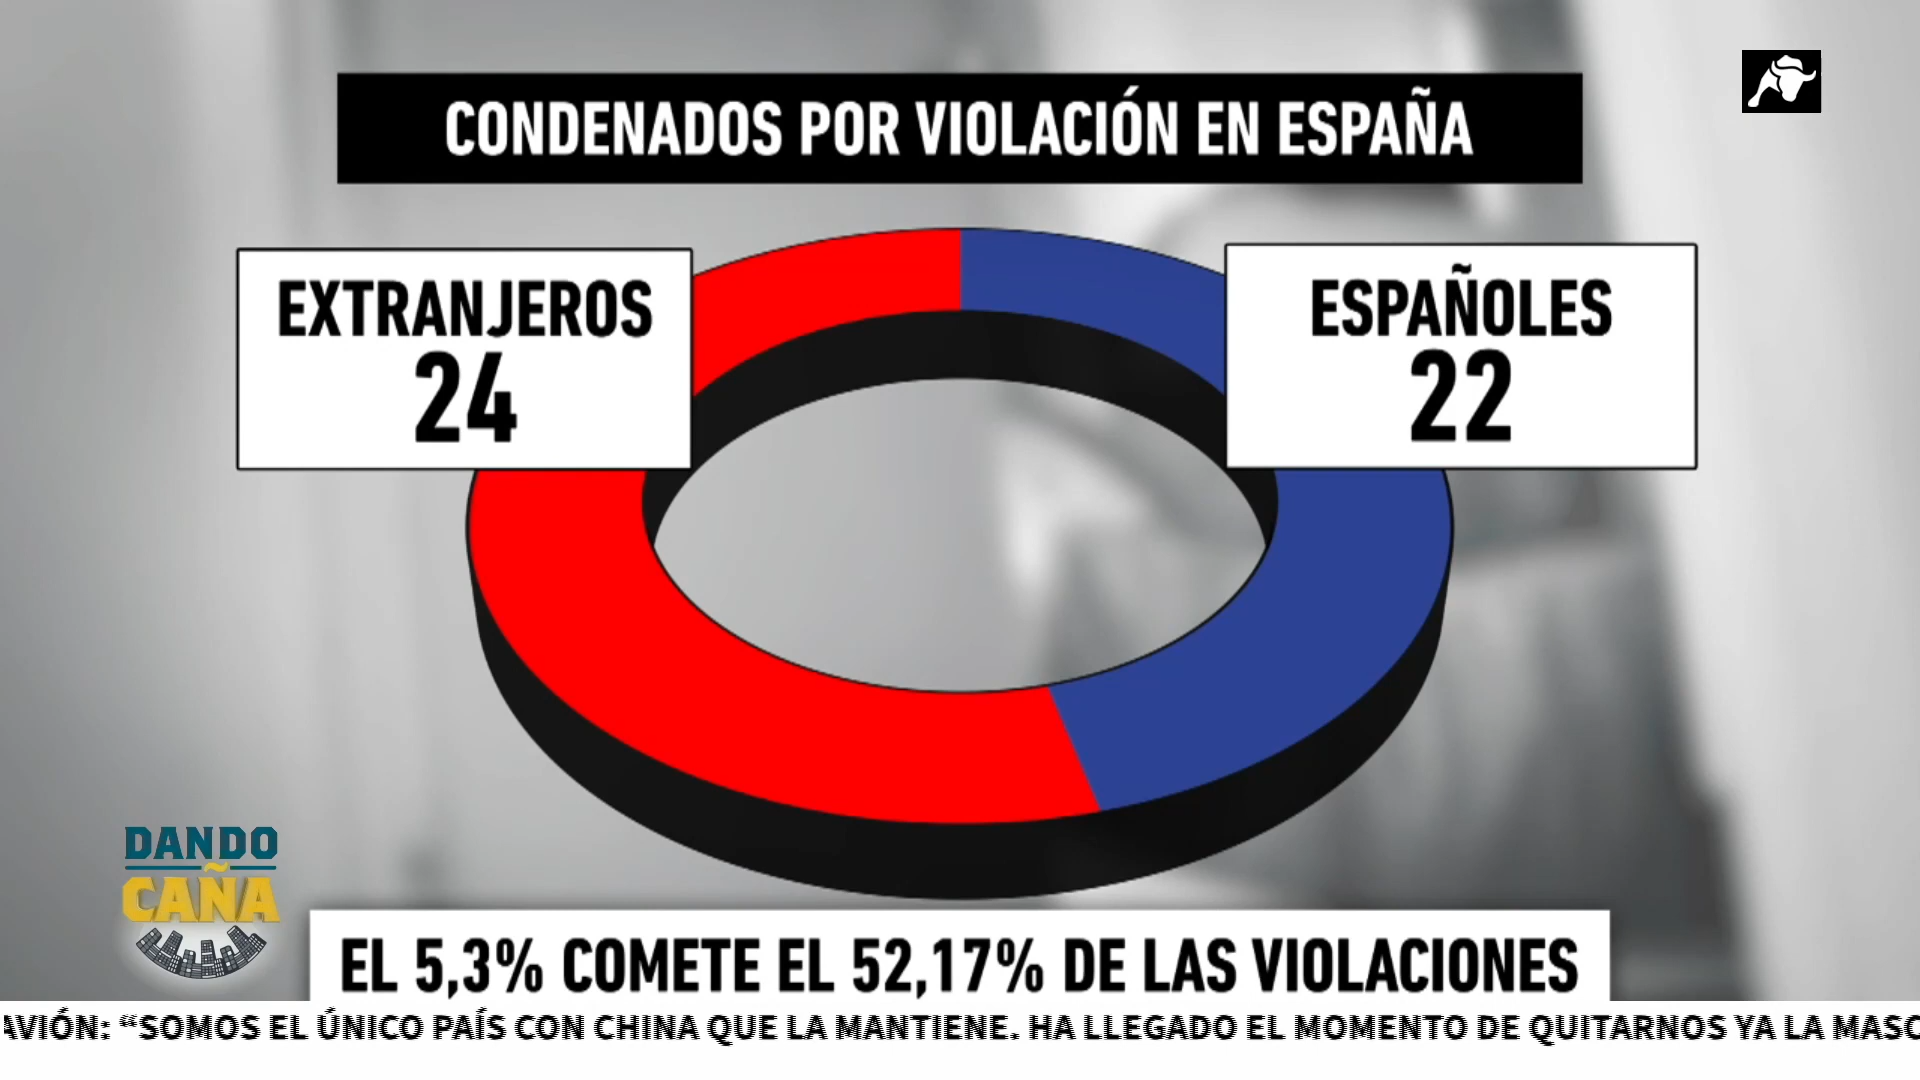 CONDENADOS POR VIOLACIÓN EN ESPAÑA
EXTRANJEROS
24
ESPAÑOLES
22
DANDO
CAÑA
EL 5,3% COMETE EL 52,17% DE LAS VIOLACIONES
AVIÓN: “SOMOS EL ÚNICO PAÍS CON CHINA QUE LA MANTIENE. HA LLEGADO EL MOMENTO DE QUITARNOS YA LA MASC